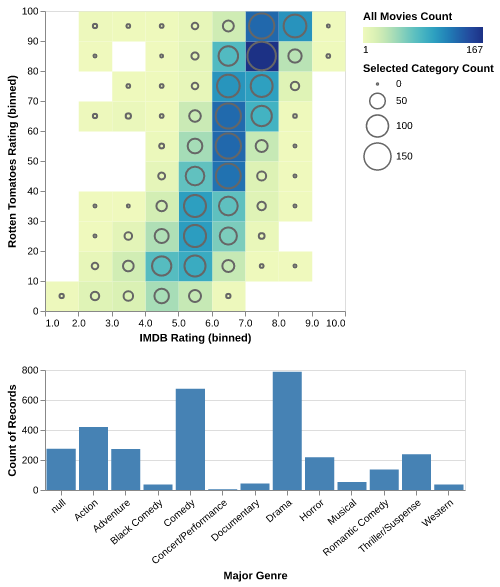 100
90
80
70
60
50
40
30
20
10
0
Rotten Tomatoes Rating (binned)
1.0 2.0 3.0 4.0 5.0 6.0 7.0 8.0 9.0 10.0
IMDB Rating (binned)
All Movies Count
1 167
Selected Category Count
0
50
100
150
800
600
400
200
0
Count of Records
null
Action
Adventure
Black Comedy
Comedy
Concert/Performance
Documentary
Drama
Horror
Musical
Romantic Comedy
Thriller/Suspense
Western
Major Genre